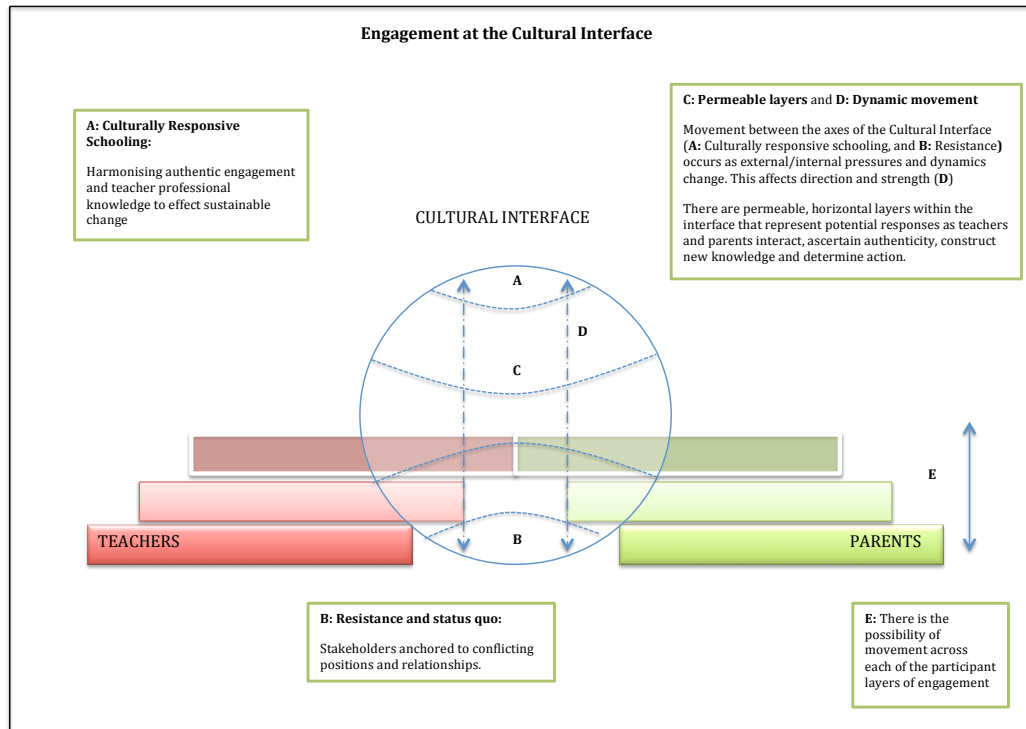 Engagement at the Cultural Interface
A: Culturally Responsive
Schooling:
Harmonising authentic engagement
and teacher professional
knowledge to effect sustainable
change
C: Permeable layers and D: Dynamic movement
Movement between the axes of the Cultural Interface
(A: Culturally responsive schooling, and B: Resistance)
occurs as external/internal pressures and dynamics
change. This affects direction and strength (D)
There are permeable, horizontal layers within the
interface that represent potential responses as teachers
and parents interact, ascertain authenticity, construct
new knowledge and determine action.
CULTURAL INTERFACE
A
D
C
E
TEACHERS
B
PARENTS
B: Resistance and status quo:
Stakeholders anchored to conflicting
positions and relationships.
E: There is the
possibility of
movement across
each of the participant
layers of engagement